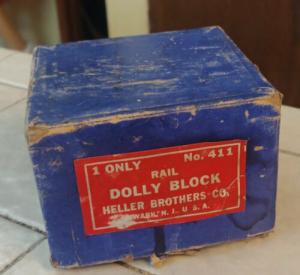 1 ONLY No. 411
RAIL
DOLLY BLOCK
HELLER BROTHERS CO.
NEWARK, N. J. U. S. A.